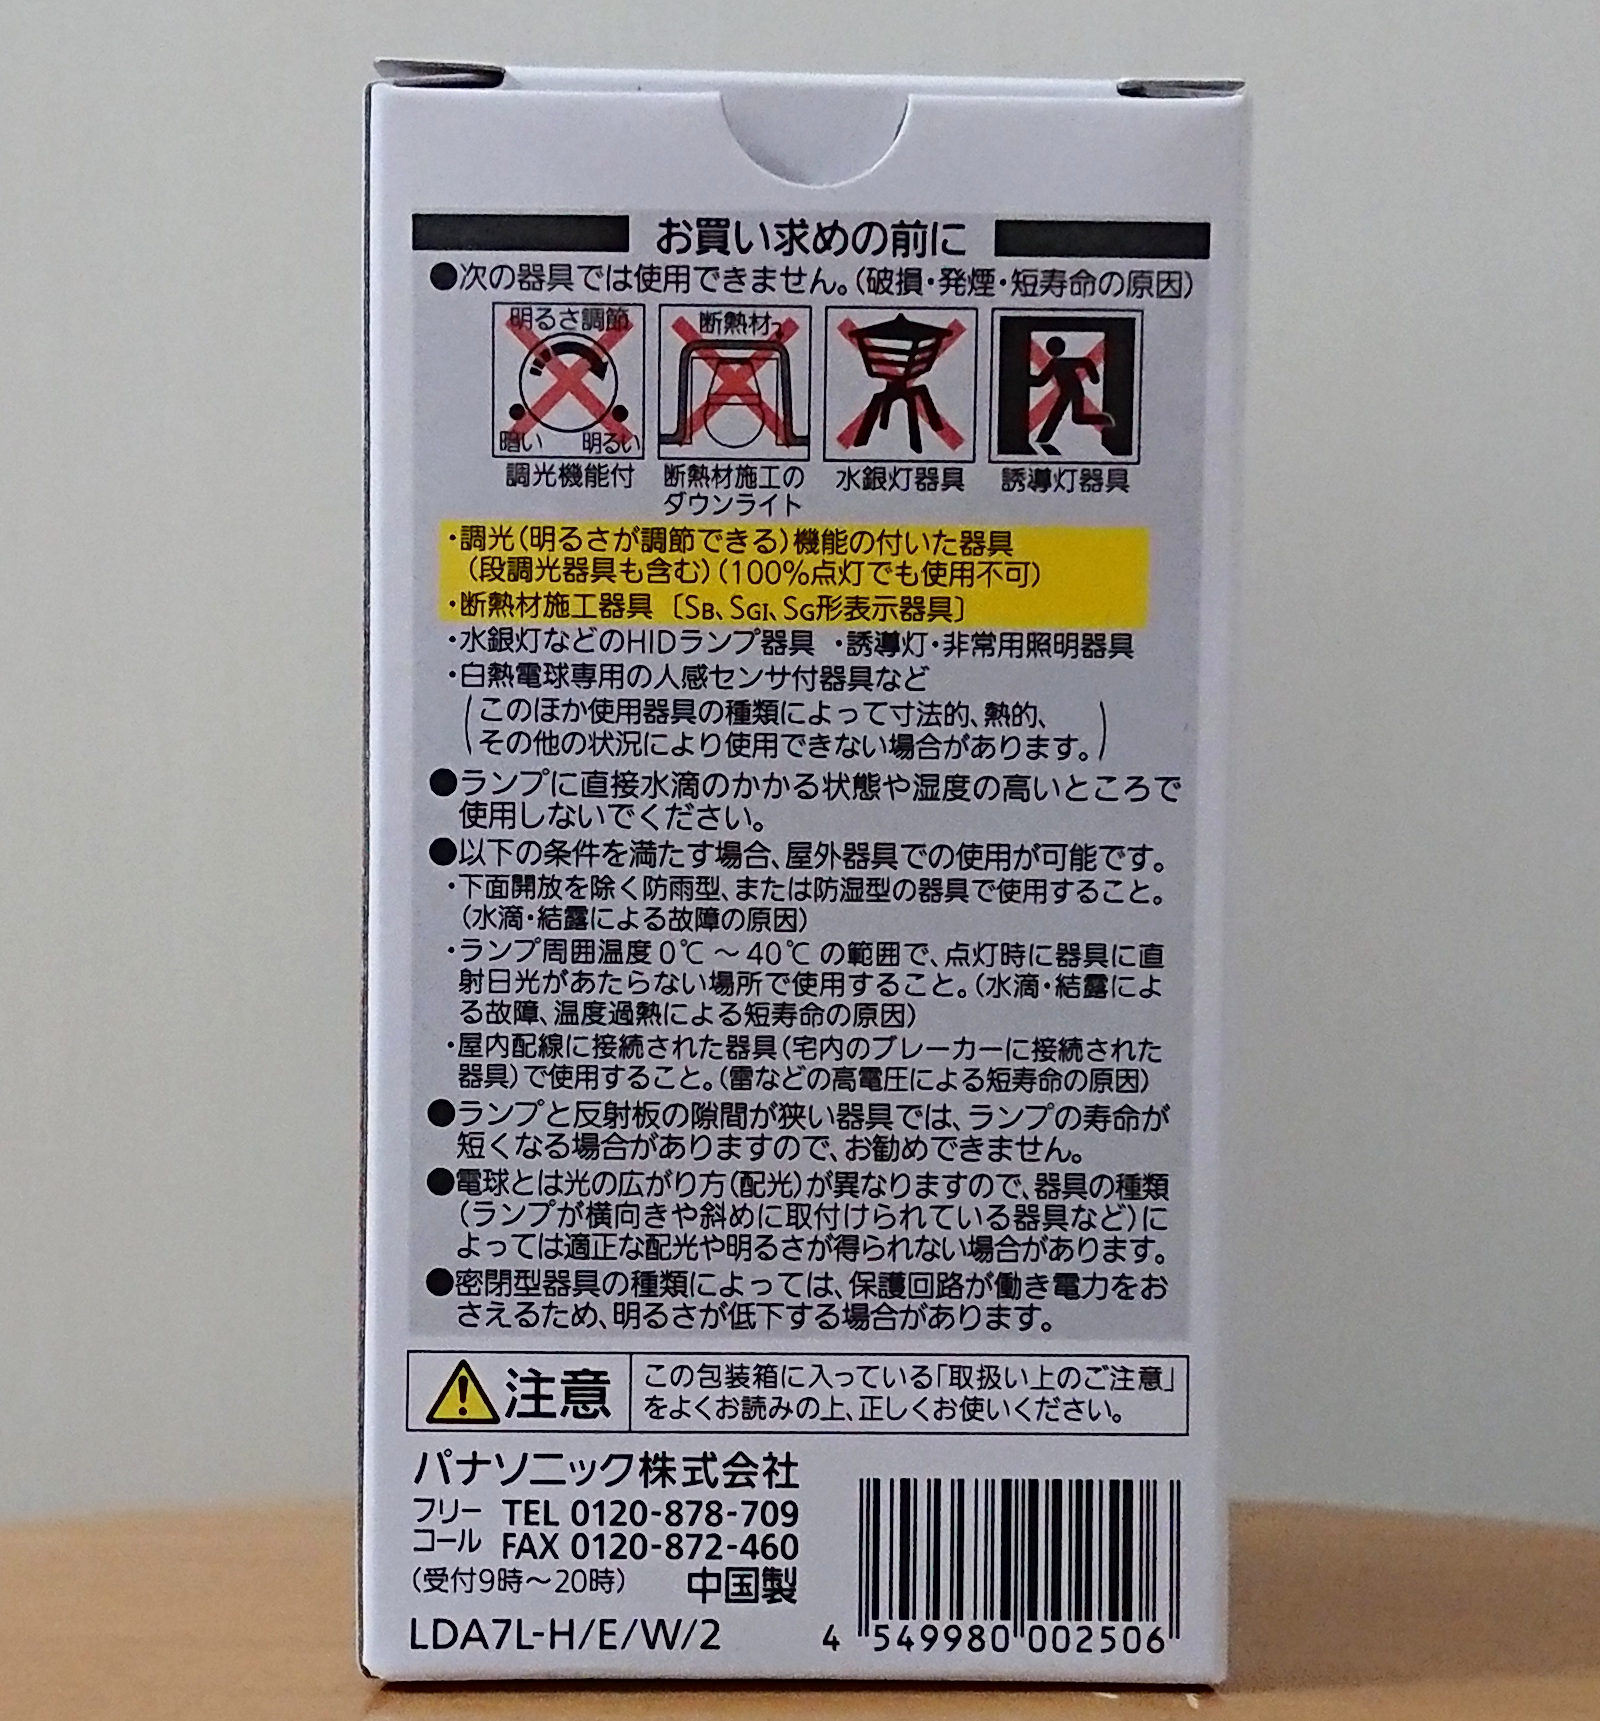 お買い求めの前に
●次の器具では使用できません。(破損・発煙・短寿命の原因)
明るさ調節
暗い 明るい
調光機能付
断熱材
断熱材施工の
ダウンライト
水銀灯器具
誘導灯器具
・調光(明るさが調節できる)機能の付いた器具
(段調光器具も含む)(100%点灯でも使用不可)
・断熱材施工器具〔SB、SGI、SG形表示器具〕
・水銀灯などのHIDランプ器具 ・誘導灯・非常用照明器具
・白熱電球専用の人感センサ付器具など
(このほか使用器具の種類によって寸法的、熱的、
その他の状況により使用できない場合があります。)
●ランプに直接水滴のかかる状態や湿度の高いところで
使用しないでください。
●以下の条件を満たす場合、屋外器具での使用が可能です。
・下面開放を除く防雨型、または防湿型の器具で使用すること。
(水滴・結露による故障の原因)
・ランプ周囲温度0℃～40℃の範囲で、点灯時に器具に直
射日光があたらない場所で使用すること。(水滴・結露によ
る故障、温度過熱による短寿命の原因)
・屋内配線に接続された器具(宅内のブレーカーに接続された
器具)で使用すること。(雷などの高電圧による短寿命の原因)
●ランプと反射板の隙間が狭い器具では、ランプの寿命が
短くなる場合がありますので、お勧めできません。
●電球とは光の広がり方(配光)が異なりますので、器具の種類
(ランプが横向きや斜めに取付けられている器具など)に
よっては適正な配光や明るさが得られない場合があります。
●密閉型器具の種類によっては、保護回路が働き電力をお
さえるため、明るさが低下する場合があります。
注意
この包装箱に入っている「取扱い上のご注意」
をよくお読みの上、正しくお使いください。
パナソニック株式会社
フリーコール TEL 0120-878-709
FAX 0120-872-460
(受付9時～20時) 中国製
LDA7L-H/E/W/2
4 549980 002506